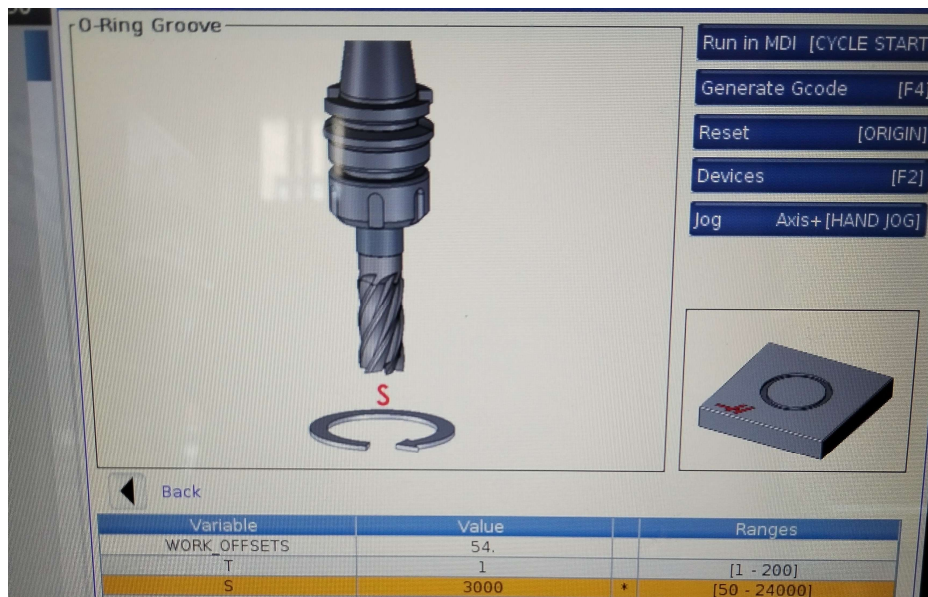 O-Ring Groove
Run in MDI [CYCLE START
Generate Gcode [F4]
Reset [ORIGIN]
Devices [F2]
Jog Axis+[HAND JOG]
S
Back
Variable Value Ranges
WORK_OFFSETS 54.
T 1 [1 - 200]
S 3000 * [50 - 24000]